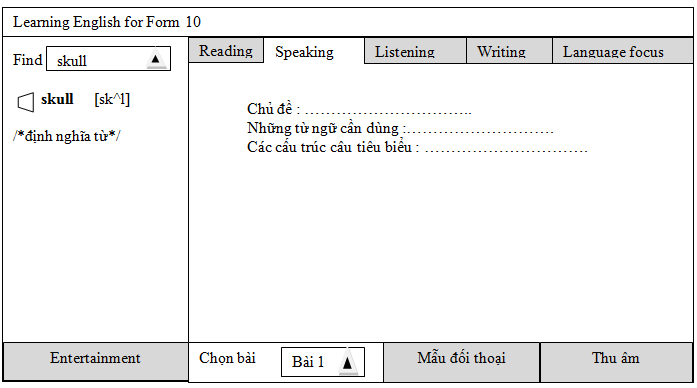 Learning English for Form 10
Find skull
skull [sk^l]
/*định nghĩa từ*/
Reading Speaking Listening Writing Language focus
Chủ đề : …………………………..
Những từ ngữ cần dùng :……………………….
Các cấu trúc câu tiêu biểu : ………………………….
Entertainment Chọn bài Bài 1 Mẫu đối thoại Thu âm